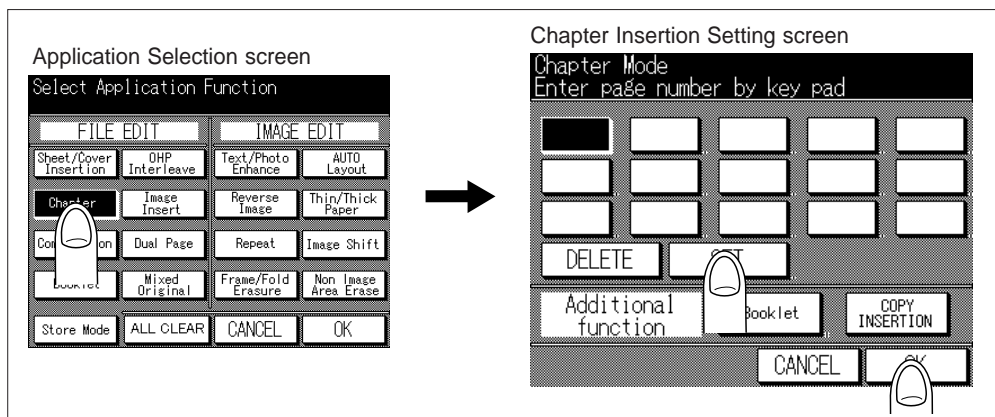 Application Selection screen
Select Application Function
FILE EDIT
IMAGE EDIT
Sheet/Cover
Insertion
OHP
Interleave
Text/Photo
Enhance
AUTO
Layout
Chapter
Image
Insert
Reverse
Image
Thin/Thick
Paper
Dual Page
Repeat
Image Shift
Booklet
Mixed
Original
Frame/Fold
Erasure
Non Image
Area Erase
Store Mode
ALL CLEAR
CANCEL
OK
Chapter Insertion Setting screen
Chapter Mode
Enter page number by key pad
DELETE
SET
Additional
function
Booklet
COPY
INSERTION
CANCEL
OK